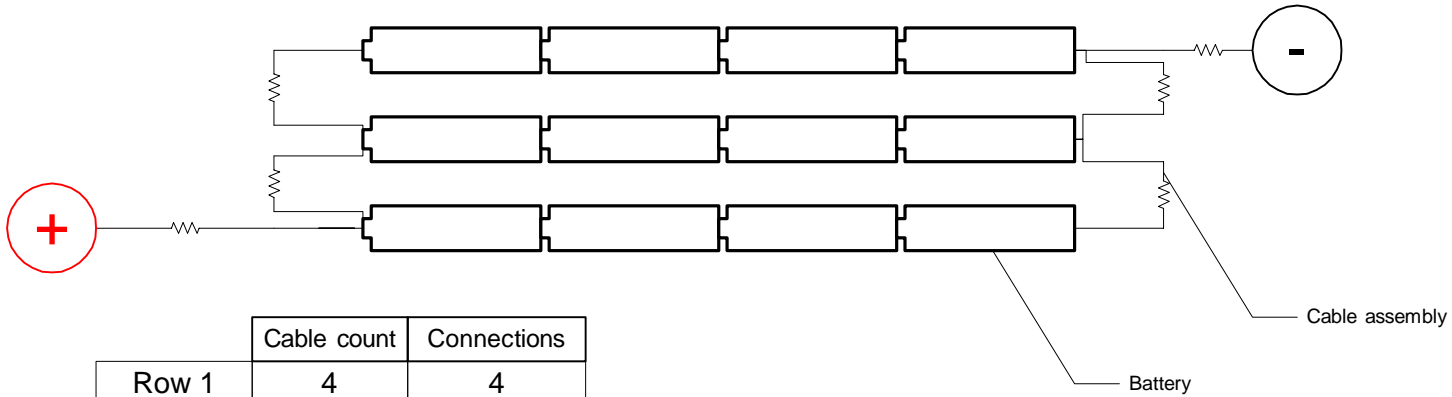 -
+
Cable assembly
Cable count Connections
Row 1 4 4
Battery